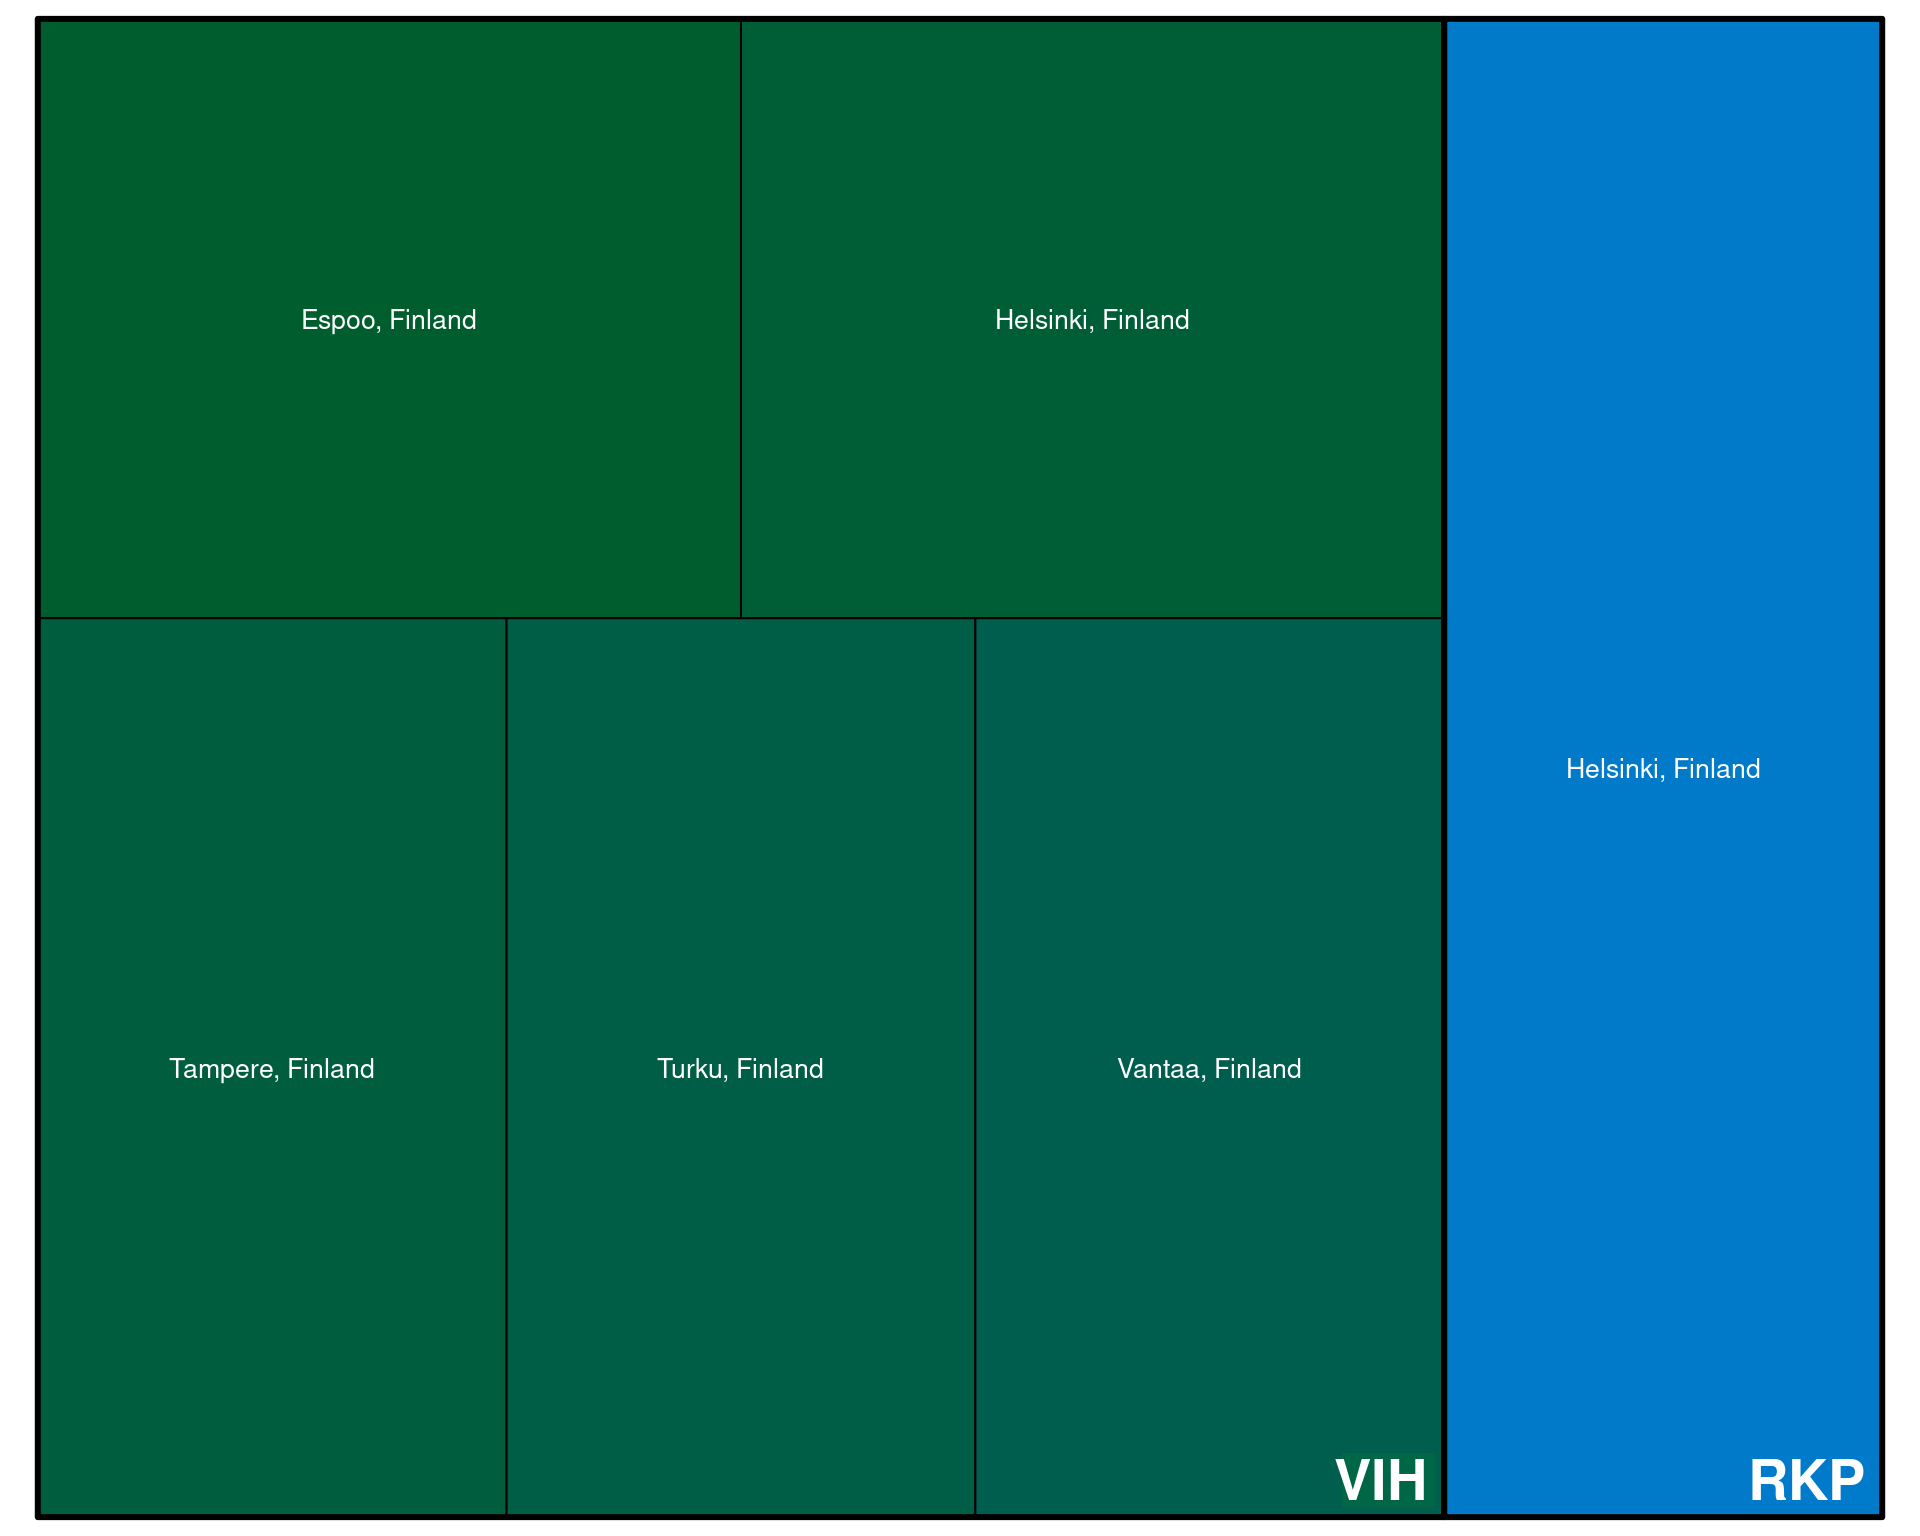 Espoo, Finland
Helsinki, Finland
Helsinki, Finland
Tampere, Finland
Turku, Finland
Vantaa, Finland
VIH
RKP